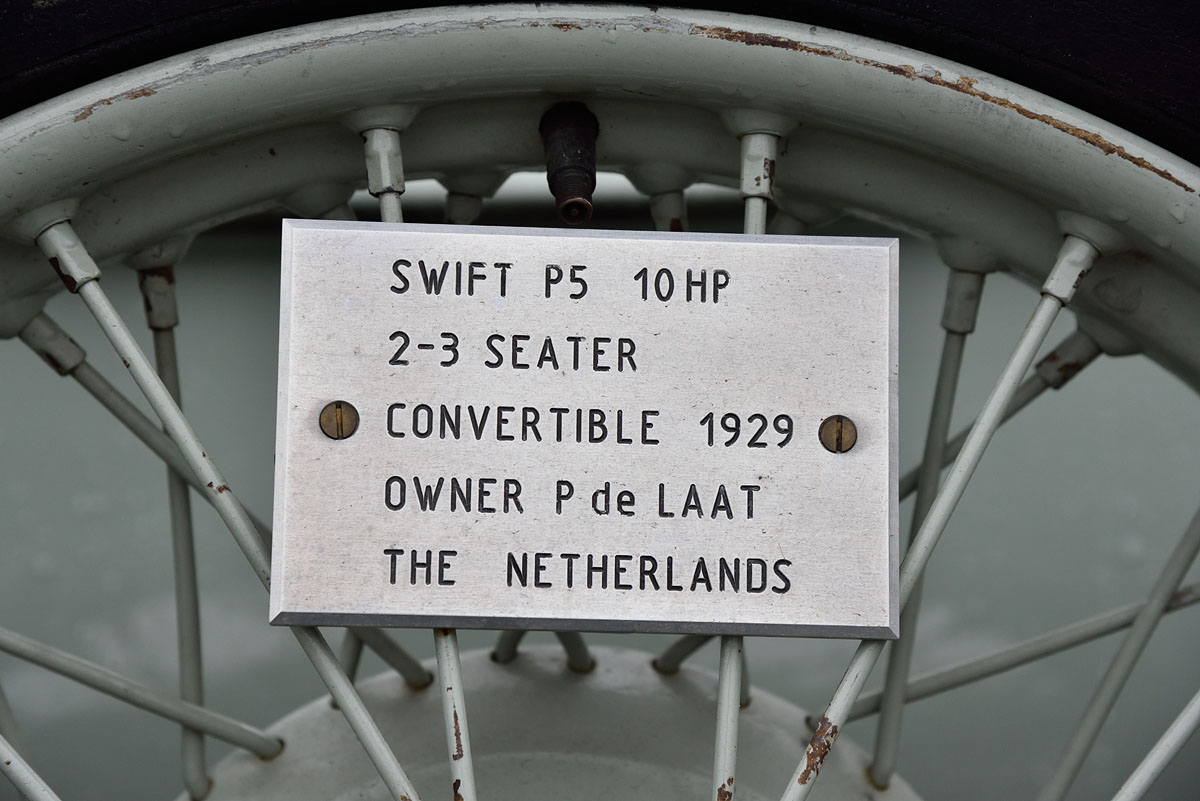 SWIFT P5 10HP
2-3 SEATER
CONVERTIBLE 1929
OWNER P de LAAT
THE NETHERLANDS